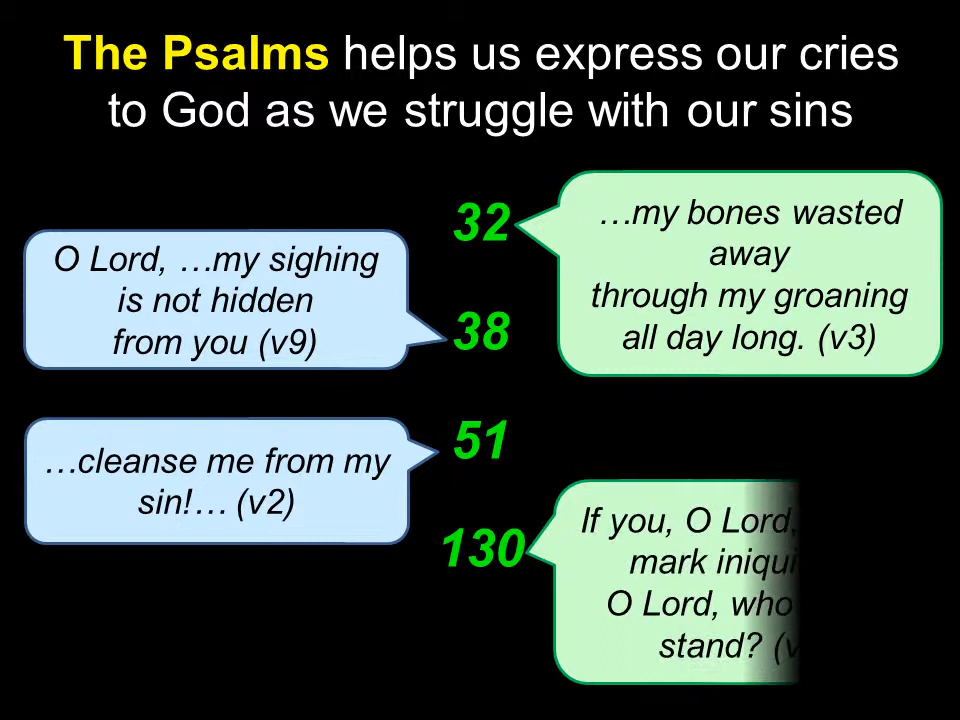 The Psalms helps us express our cries
to God as we struggle with our sins
32
…my bones wasted
away
through my groaning
all day long. (v3)
O Lord, …my sighing
is not hidden
from you (v9)
38
51
…cleanse me from my
sin!… (v2)
130
If you, O Lord,
mark
O Lord, who
stand?